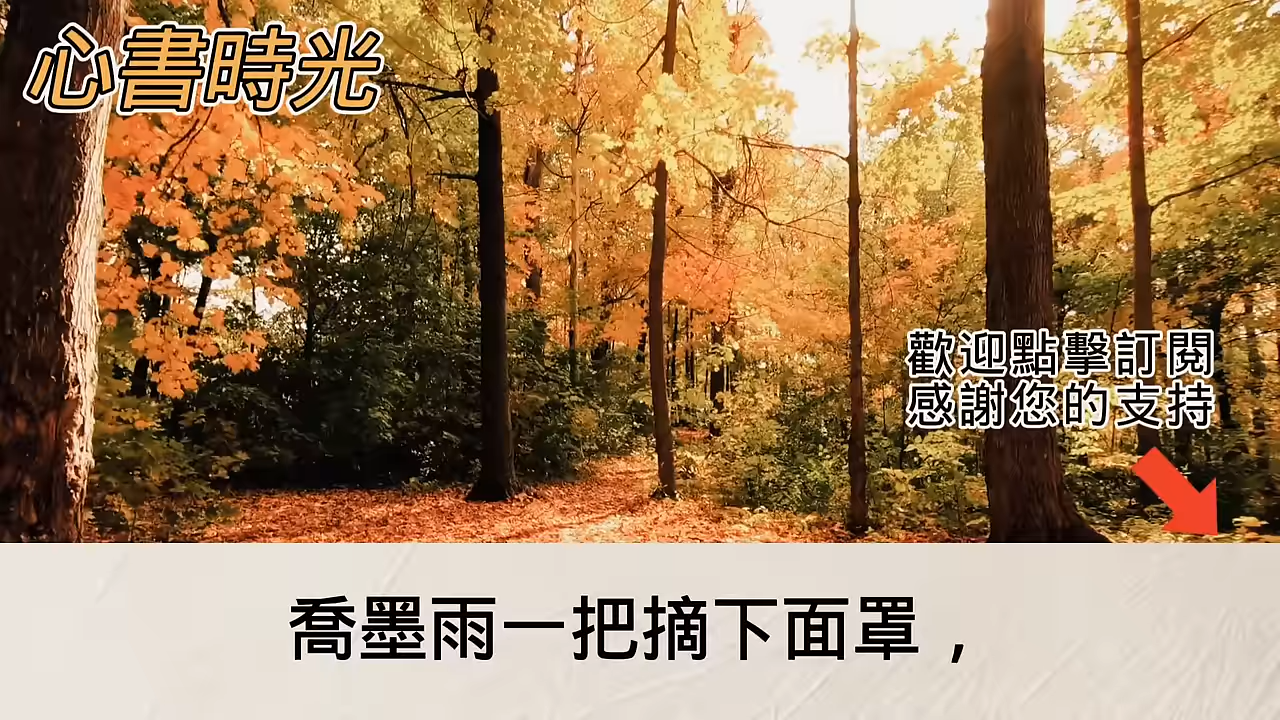 心書時光
歡迎點擊訂閱
感謝您的支持
喬墨雨一把摘下面罩，